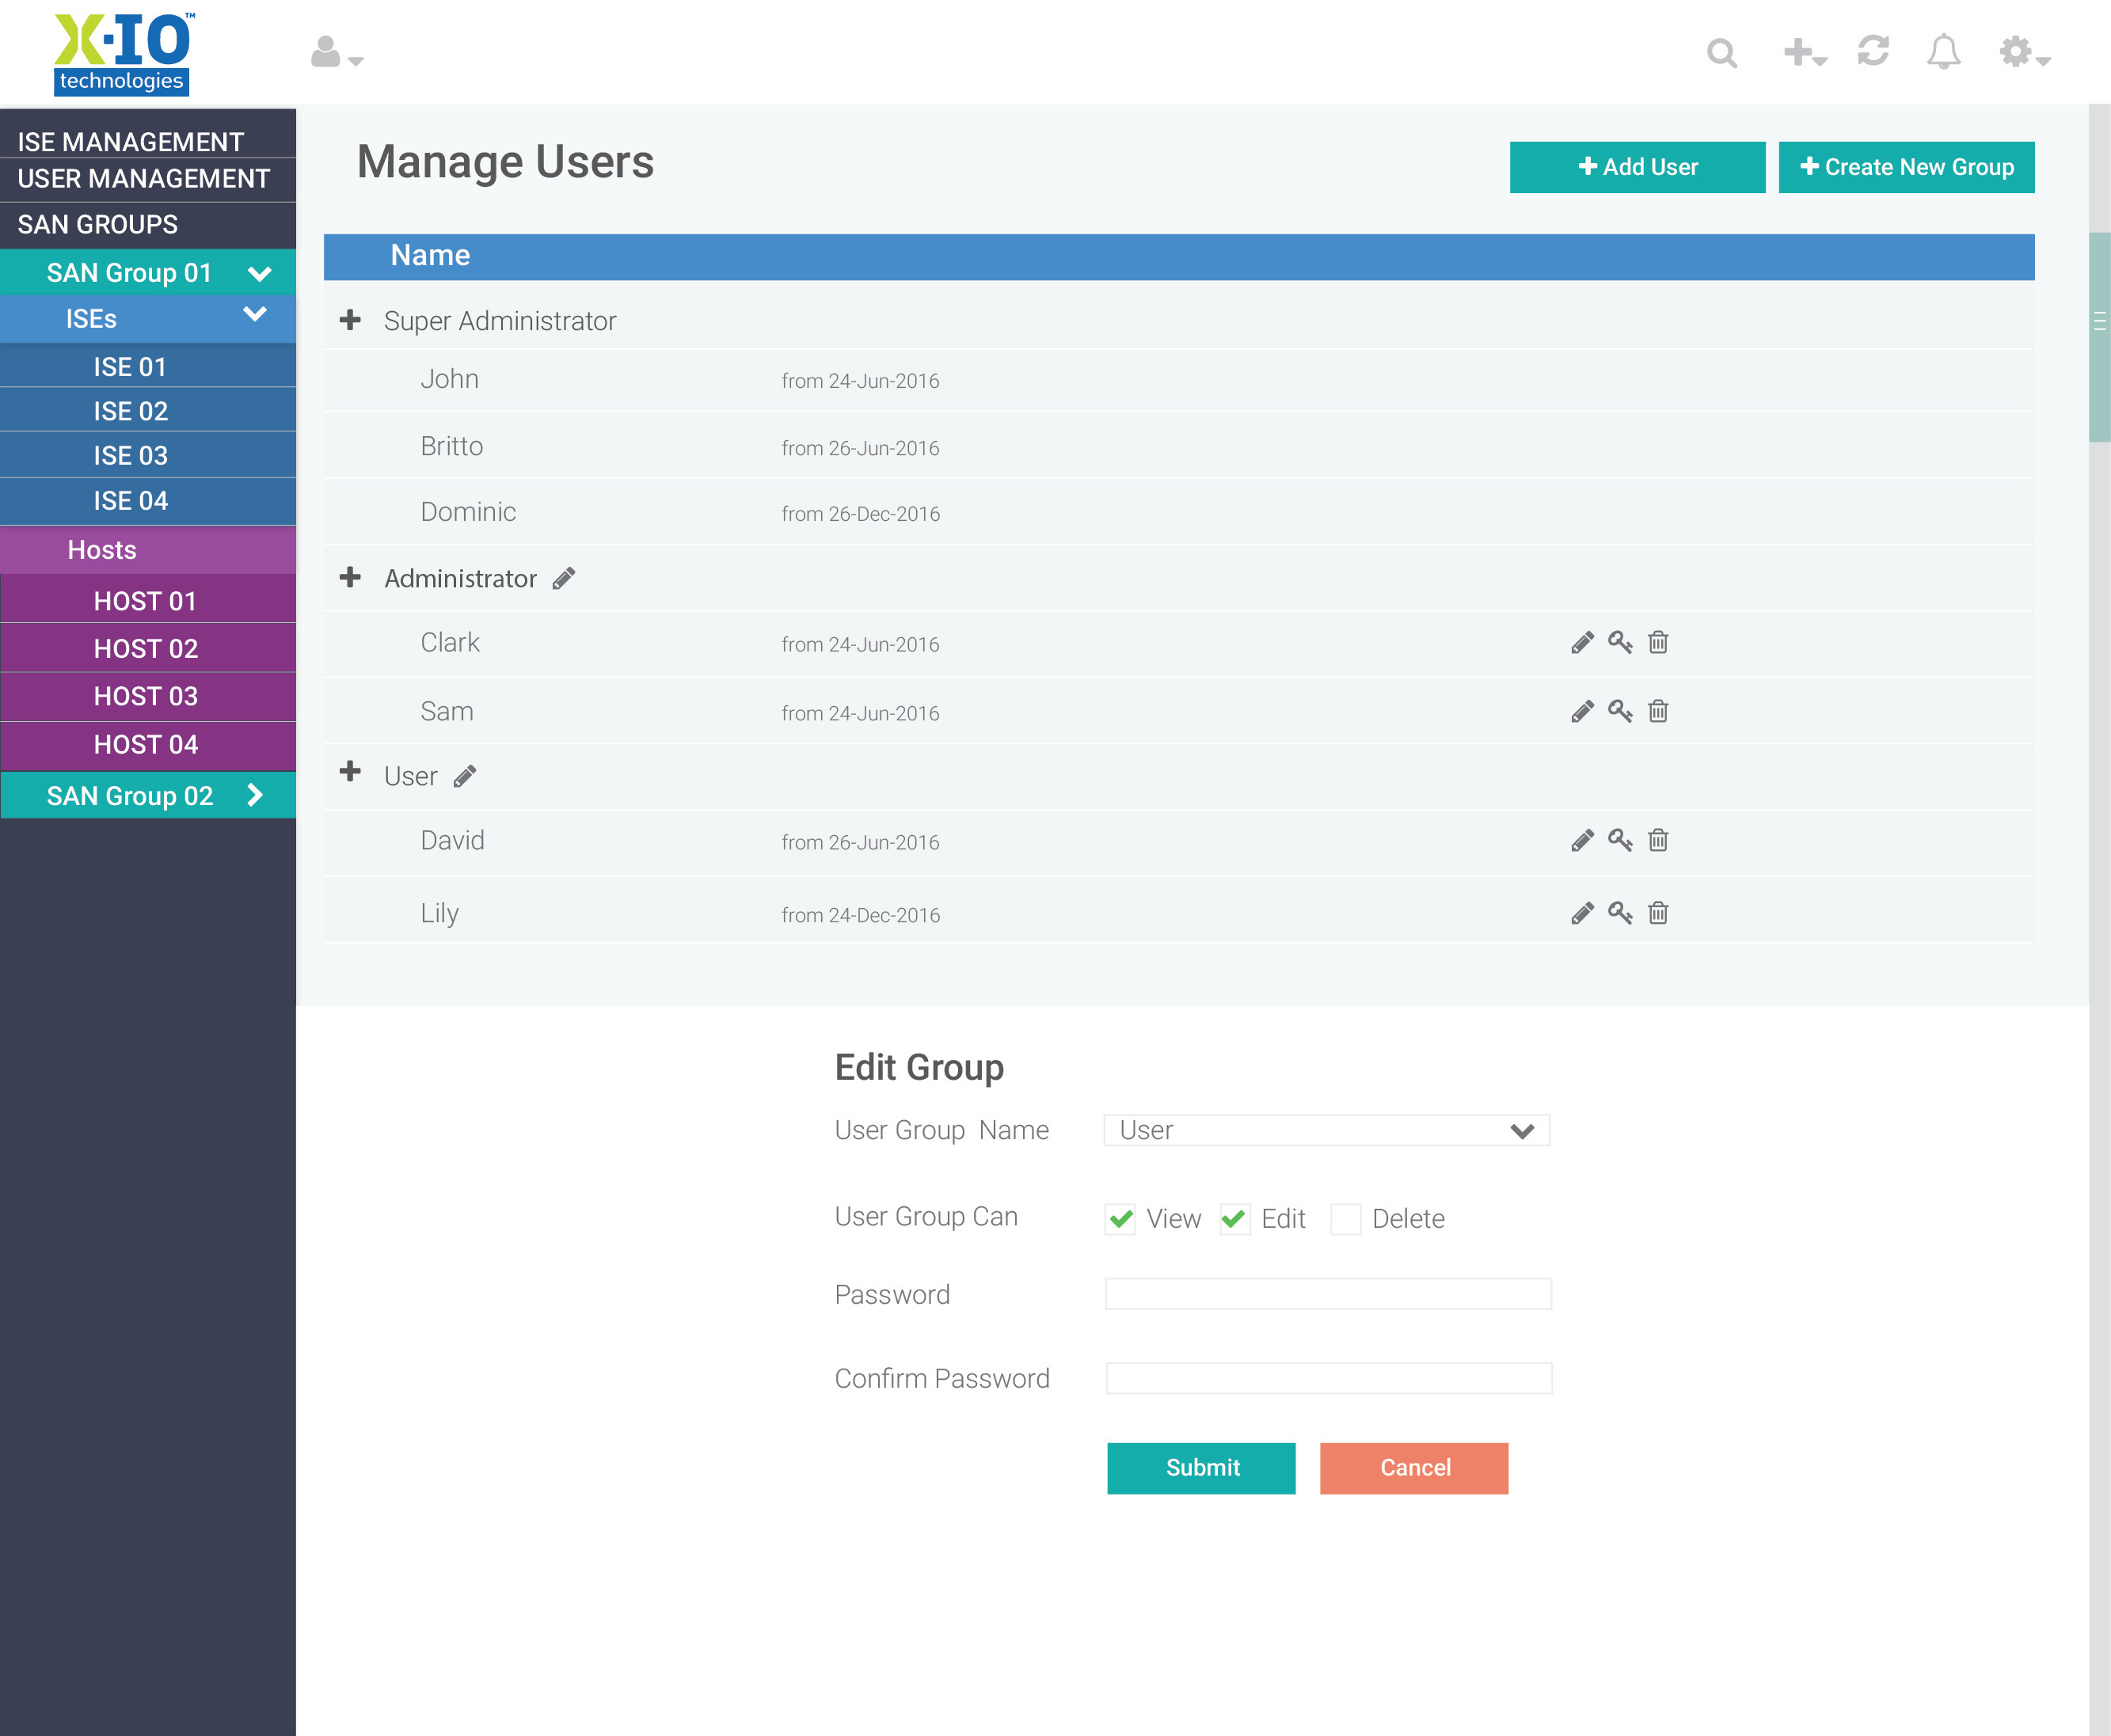 X-IO™
technologies
ISE MANAGEMENT
USER MANAGEMENT
SAN GROUPS
SAN Group 01
ISEs
ISE 01
ISE 02
ISE 03
ISE 04
Hosts
HOST 01
HOST 02
HOST 03
HOST 04
SAN Group 02
Manage Users
Add User
Create New Group
Name
Super Administrator
John from 24-Jun-2016
Britto from 26-Jun-2016
Dominic from 26-Dec-2016
Administrator
Clark from 24-Jun-2016
Sam from 24-Jun-2016
User
David from 26-Jun-2016
Lily from 24-Dec-2016
Edit Group
User Group Name User
User Group Can View Edit Delete
Password
Confirm Password
Submit Cancel